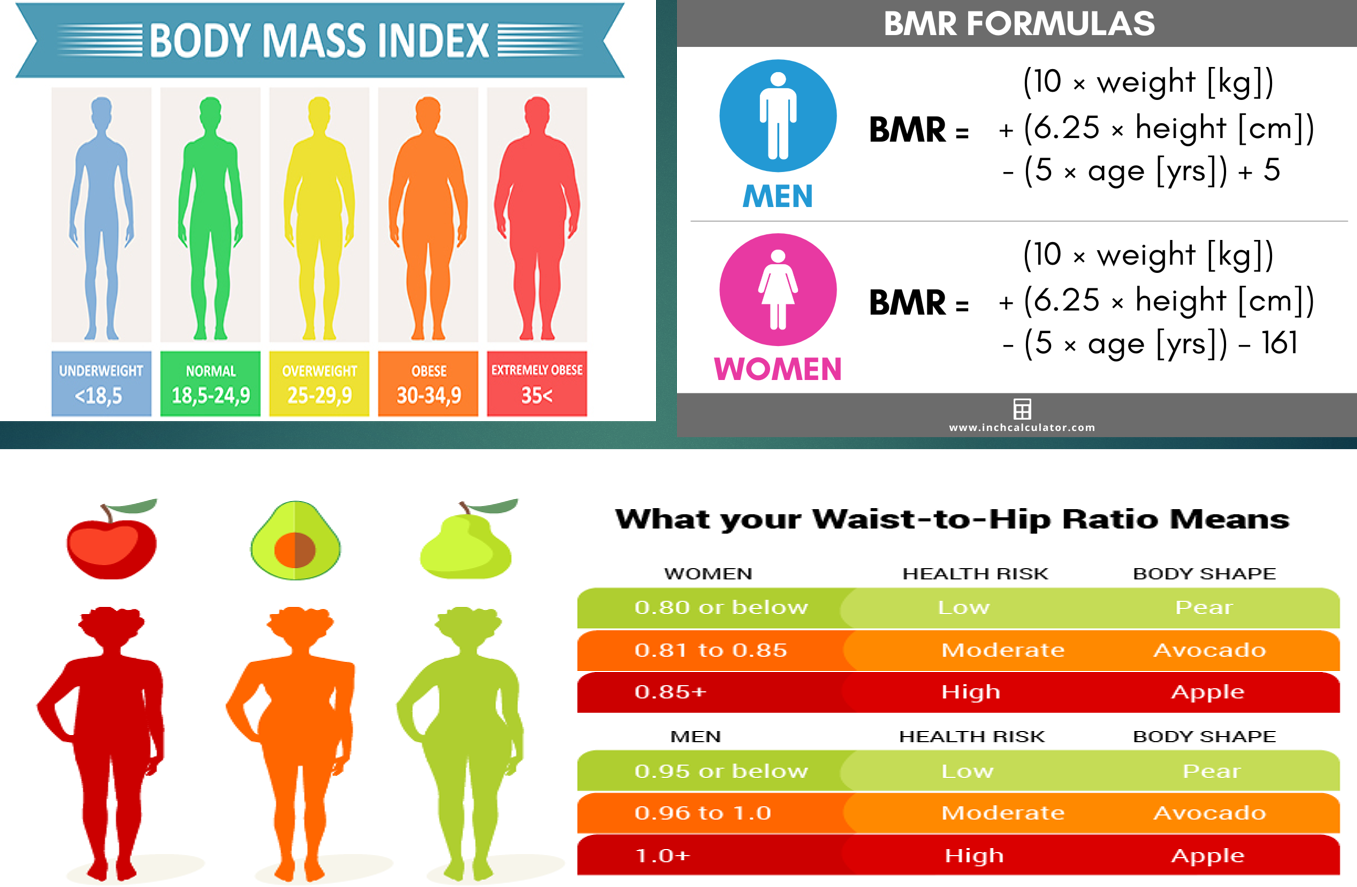 BODY MASS INDEX
UNDERWEIGHT
<18,5
NORMAL
18,5-24,9
OVERWEIGHT
25-29,9
OBESE
30-34,9
EXTREMELY OBESE
35<
BMR FORMULAS
MEN
BMR =
(10 × weight [kg])
+ (6.25 × height [cm])
- (5 × age [yrs]) + 5
WOMEN
BMR =
(10 × weight [kg])
+ (6.25 × height [cm])
- (5 × age [yrs]) - 161
www.inchcalculator.com
What your Waist-to-Hip Ratio Means
WOMEN HEALTH RISK BODY SHAPE
0.80 or below Low Pear
0.81 to 0.85 Moderate Avocado
0.85+ High Apple
MEN HEALTH RISK BODY SHAPE
0.95 or below Low Pear
0.96 to 1.0 Moderate Avocado
1.0+ High Apple